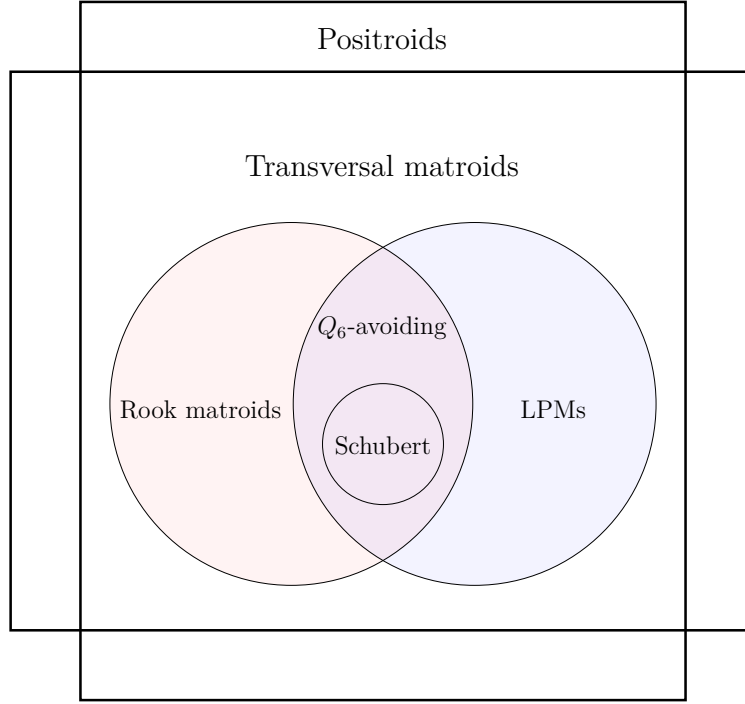 Positroids
Transversal matroids
Q₆-avoiding
Rook matroids
LPMs
Schubert